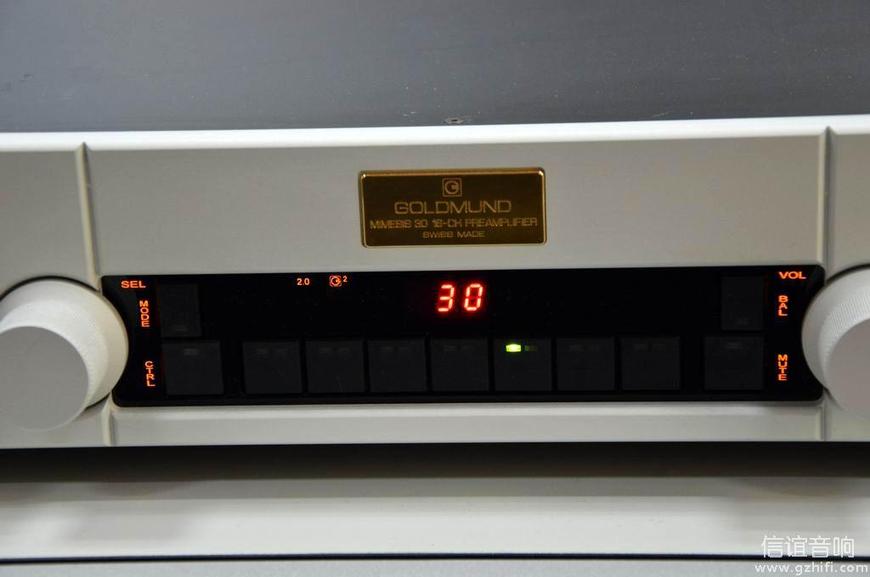 GOLDMUND
MIMESIS 30 16-CH PREAMPLIFIER
SWISS MADE
SEL
VOL
2.0
2
30
MODE
BAL
CTRL
MUTE
信谊音响
www.gzhifi.com